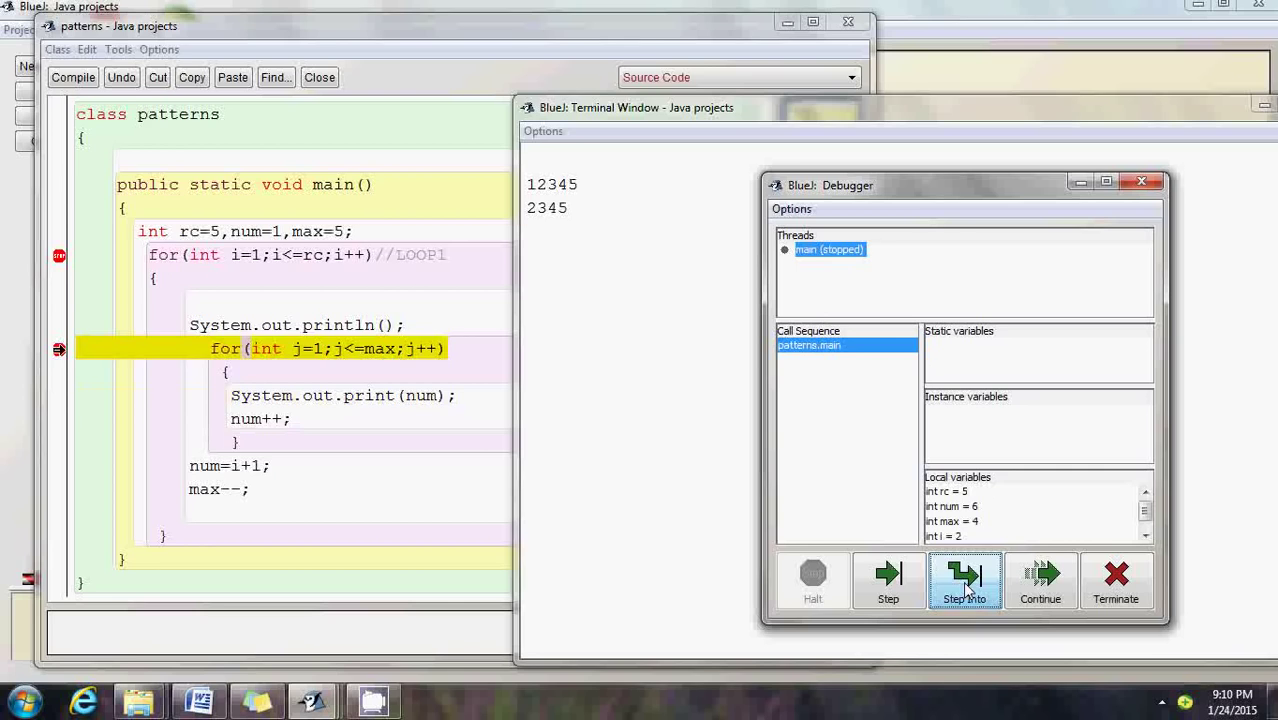 BlueJ: Java projects
Projec
patterns - Java projects
Class Edit Tools Options
Compile Undo Cut Copy Paste Find... Close
Source Code
Ne
class patterns
{
public static void main()
{
int rc=5,num=1,max=5;
for(int i=1;i<=rc;i++)//LOOP1
{
System.out.println();
for(int j=1;j<=max;j++)
{
System.out.print(num);
num++;
}
num=i+1;
max--;
}
}
}
BlueJ: Terminal Window - Java projects
Options
12345
2345
BlueJ: Debugger
Options
Threads
main (stopped)
Call Sequence
patterns.main
Static variables
Instance variables
Local variables
int rc = 5
int num = 6
int max = 4
int i = 2
Halt Step Step Into Continue Terminate
9:10 PM
1/24/2015